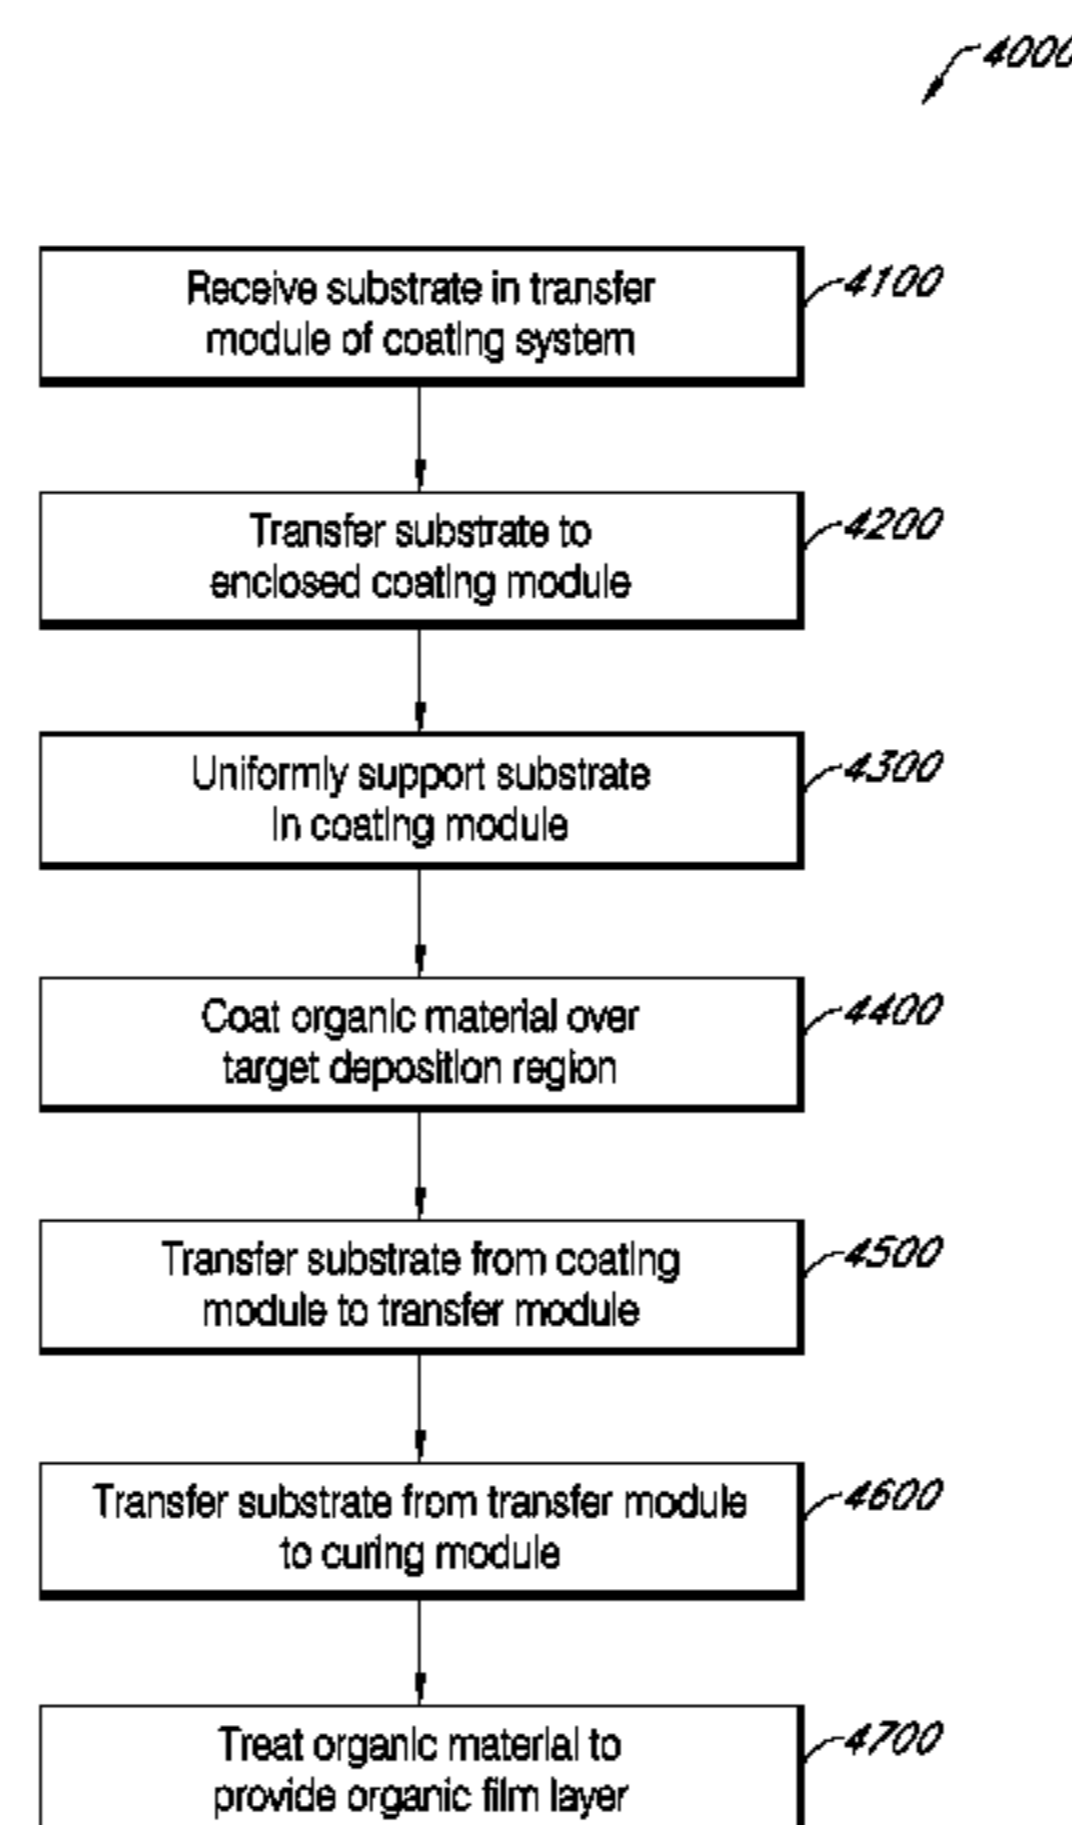 4000
Receive substrate in transfer
module of coating system
4100
Transfer substrate to
enclosed coating module
4200
Uniformly support substrate
in coating module
4300
Coat organic material over
target deposition region
4400
Transfer substrate from coating
module to transfer module
4500
Transfer substrate from transfer module
to curing module
4600
Treat organic material to
provide organic film layer
4700